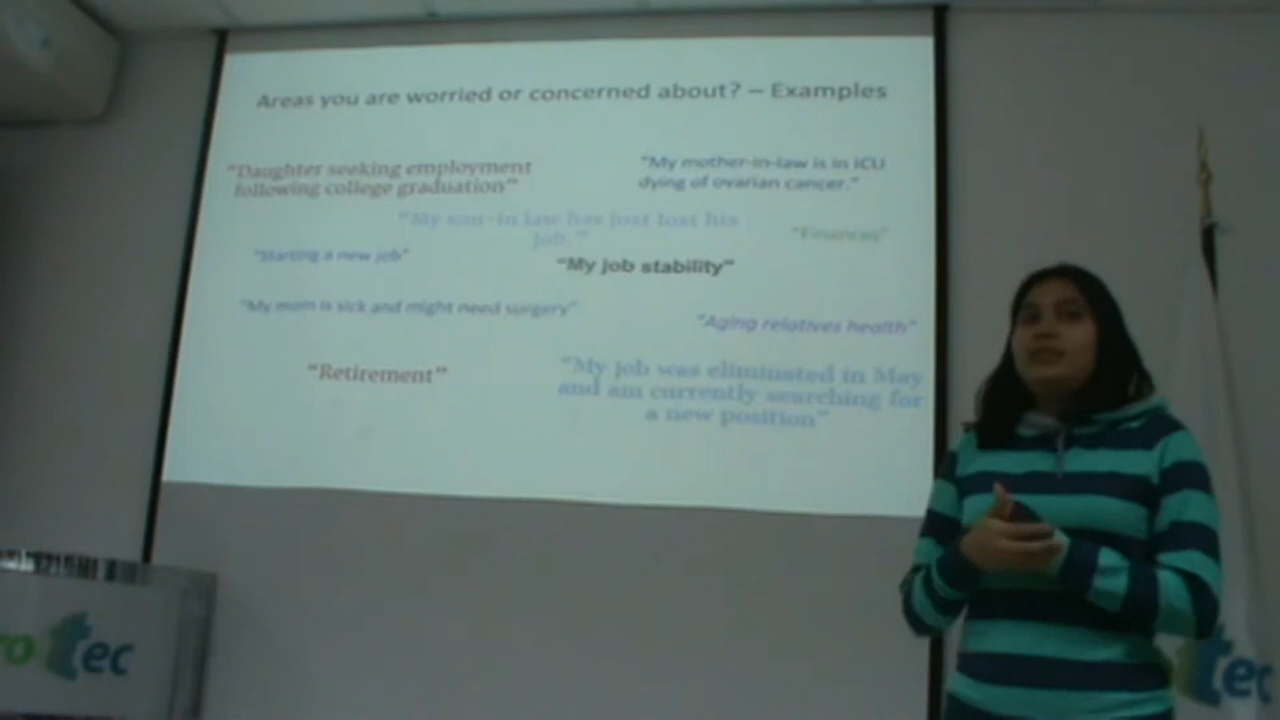 Areas you are worried or concerned about? – Examples
“Daughter seeking employment
following college graduation”
“My mother-in-law is in ICU
dying of ovarian cancer.”
“My son-in law has just lost his
job.”
“Finances”
“Starting a new job”
“My job stability”
“My mom is sick and might need surgery”
“Aging relatives health”
“Retirement”
“My job was eliminated in May
and am currently searching for
a new position”
ro tec
tec